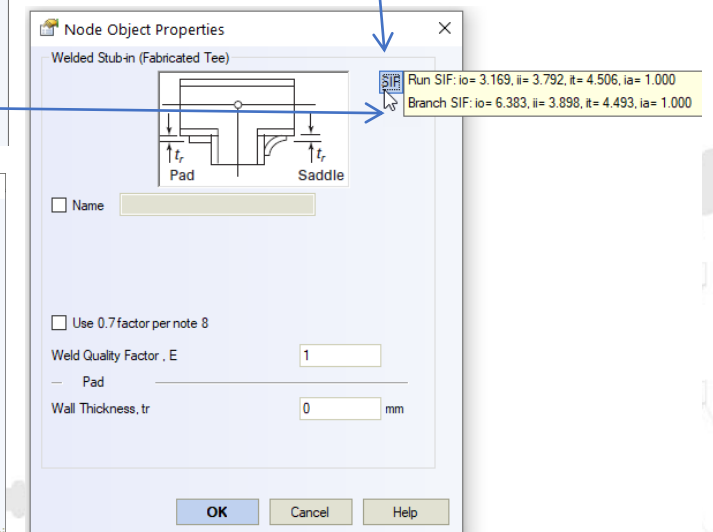 Node Object Properties
Welded Stub-in (Fabricated Tee)
SIF
Run SIF: io= 3.169, ii= 3.792, it= 4.506, ia= 1.000
Branch SIF: io= 6.383, ii= 3.898, it= 4.493, ia= 1.000
tr tr
Pad Saddle
Name
Use 0.7 factor per note 8
Weld Quality Factor , E 1
Pad
Wall Thickness, tr 0 mm
OK Cancel Help